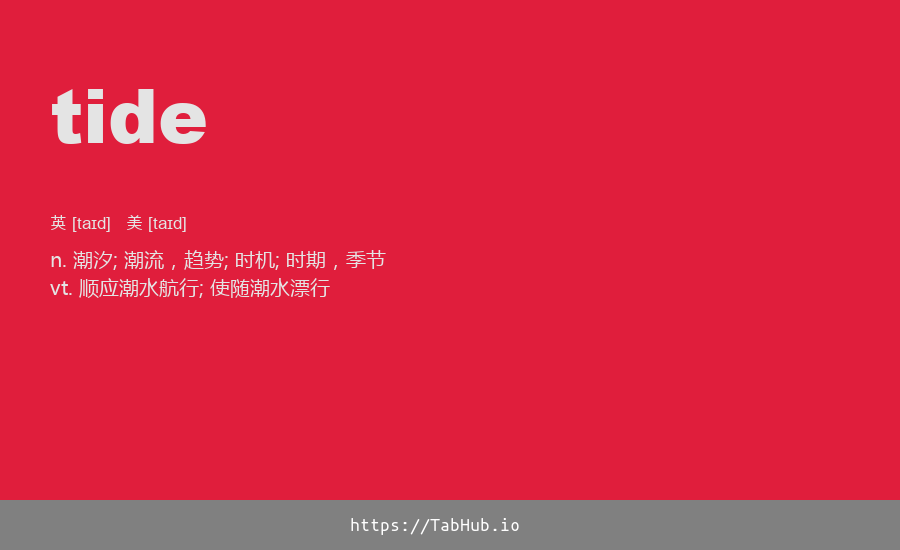 tide
英 [taɪd] 美 [taɪd]
n. 潮汐; 潮流，趋势; 时机; 时期，季节
vt. 顺应潮水航行; 使随潮水漂行
https://TabHub.io